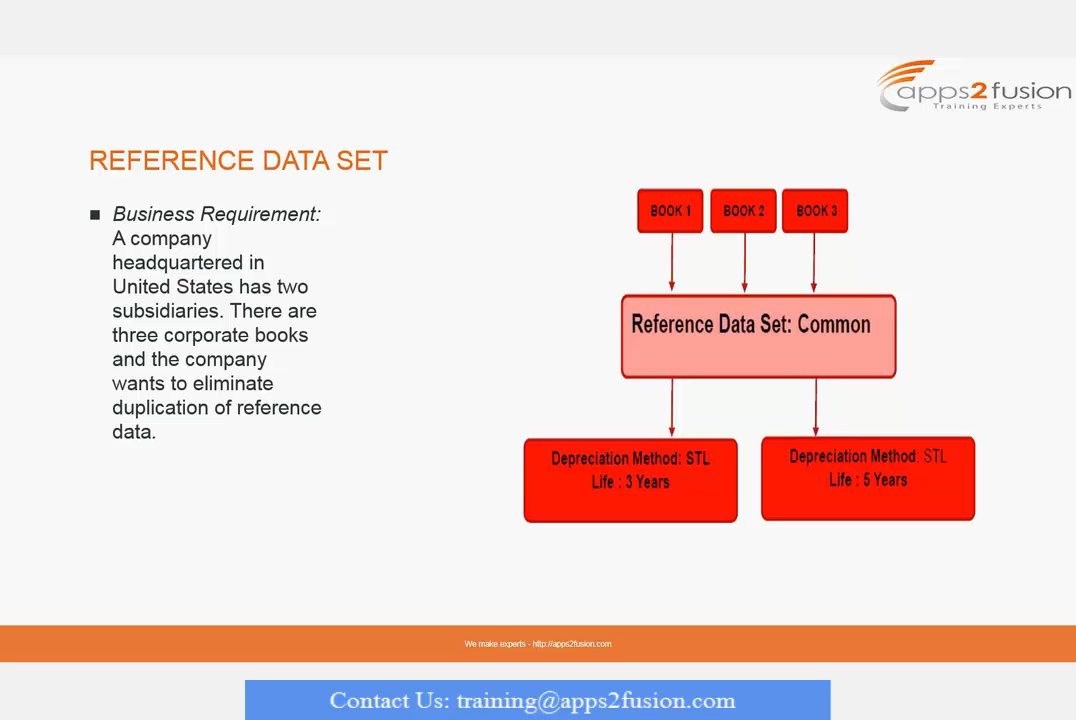 apps2fusion
Training Experts
REFERENCE DATA SET
■ Business Requirement:
A company
headquartered in
United States has two
subsidiaries. There are
three corporate books
and the company
wants to eliminate
duplication of reference
data.
BOOK 1
BOOK 2
BOOK 3
Reference Data Set: Common
Depreciation Method: STL
Life : 3 Years
Depreciation Method: STL
Life : 5 Years
We make experts - http://apps2fusion.com
Contact Us: training@apps2fusion.com